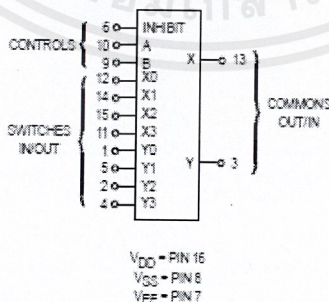 6 INHIBIT
CONTROLS 10 A X 13
9 B
12 X0
14 X1
15 X2 COMMONS
SWITCHES 11 X3 OUT/IN
IN/OUT 1 Y0
5 Y1 Y 3
2 Y2
4 Y3
VDD = PIN 16
VSS = PIN 8
VEE = PIN 7